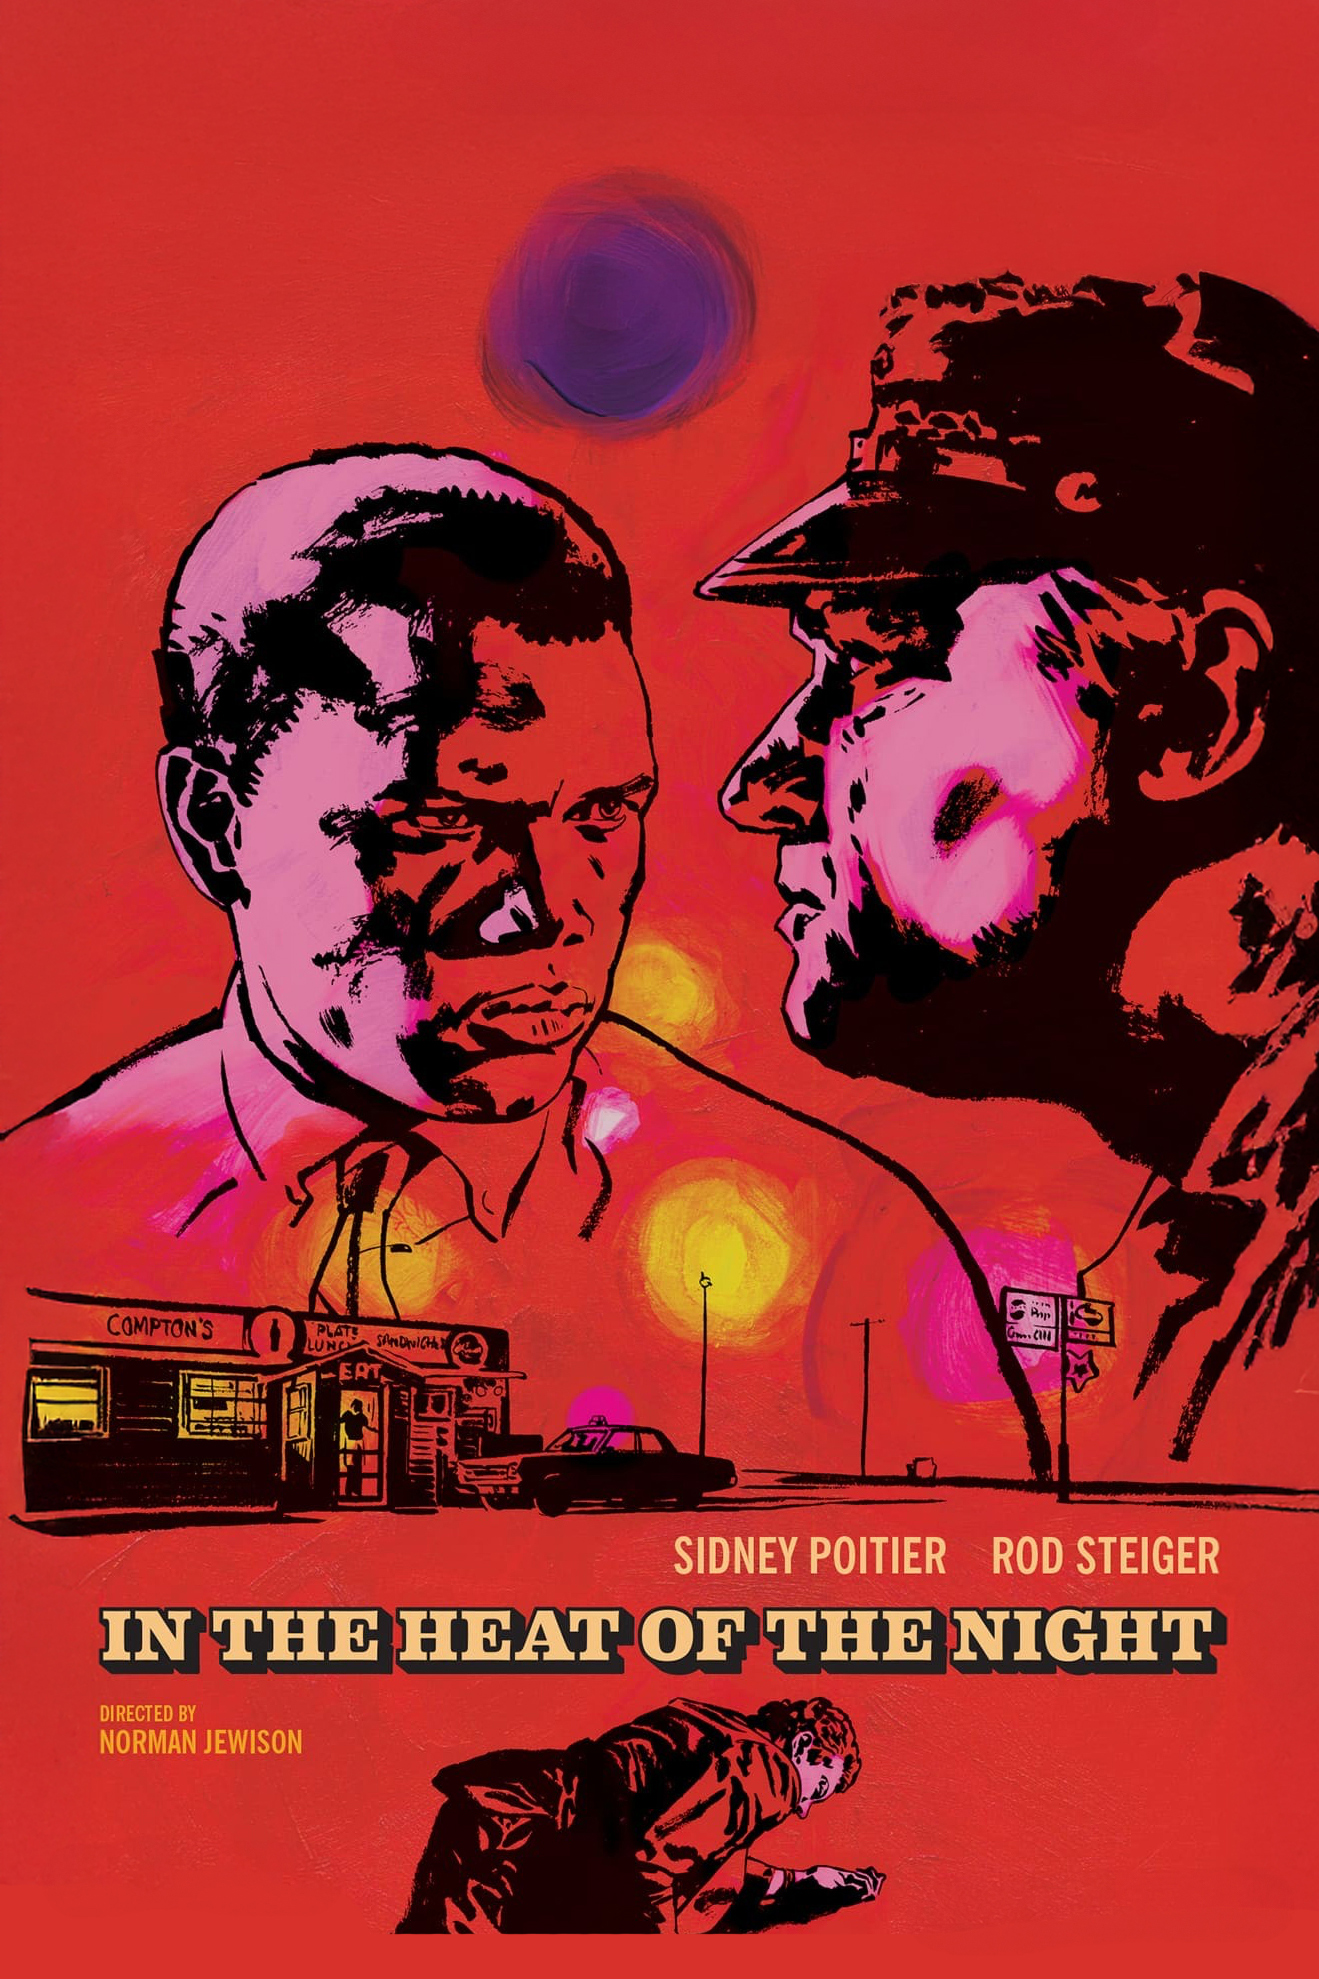 COMPTON'S
PLATE
LUNCH
SANDWICHES
EAT
SIDNEY POITIER ROD STEIGER
IN THE HEAT OF THE NIGHT
DIRECTED BY
NORMAN JEWISON